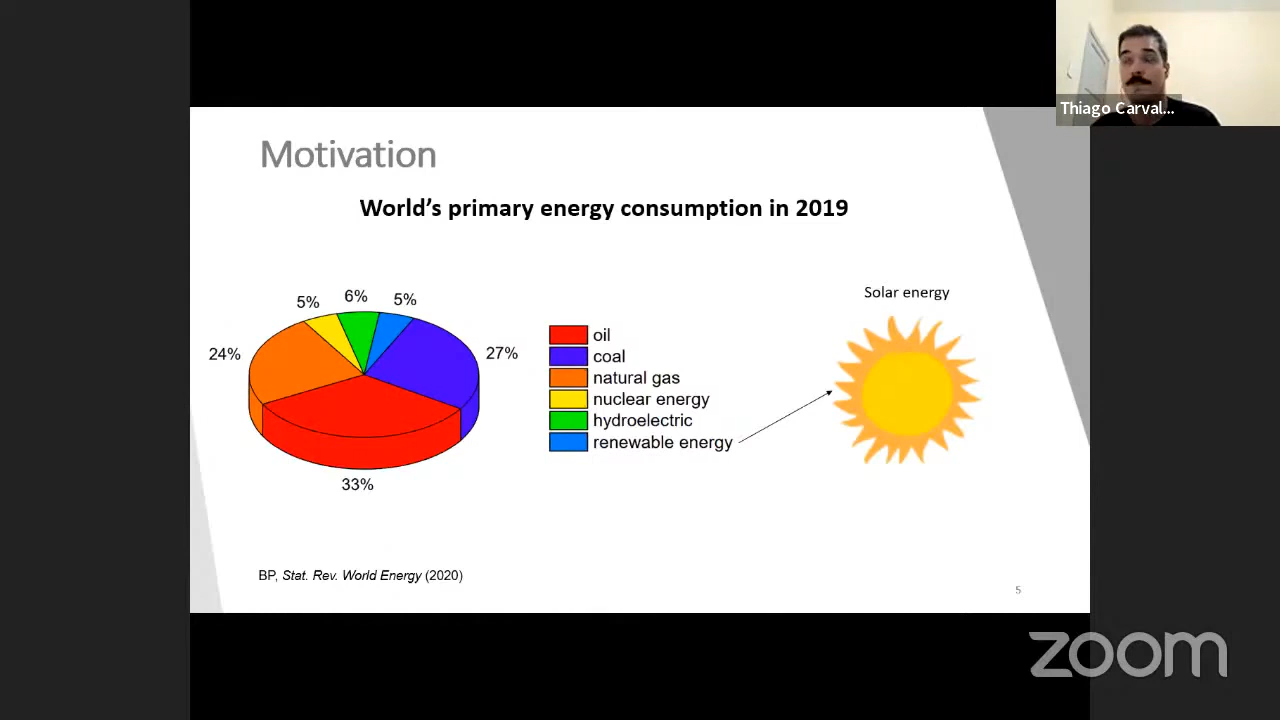 Thiago Carval...
Motivation
World's primary energy consumption in 2019
5%
6%
5%
24%
27%
33%
oil
coal
natural gas
nuclear energy
hydroelectric
renewable energy
Solar energy
BP, Stat. Rev. World Energy (2020)
5
zoom